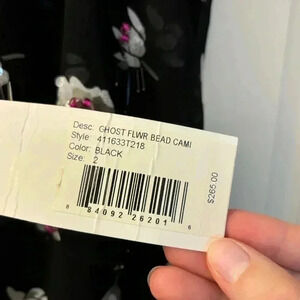 Desc: GHOST FLWR BEAD CAMI
Style: 411633T218
Color: BLACK
Size: 2
8 84092 26201 6
$265.00